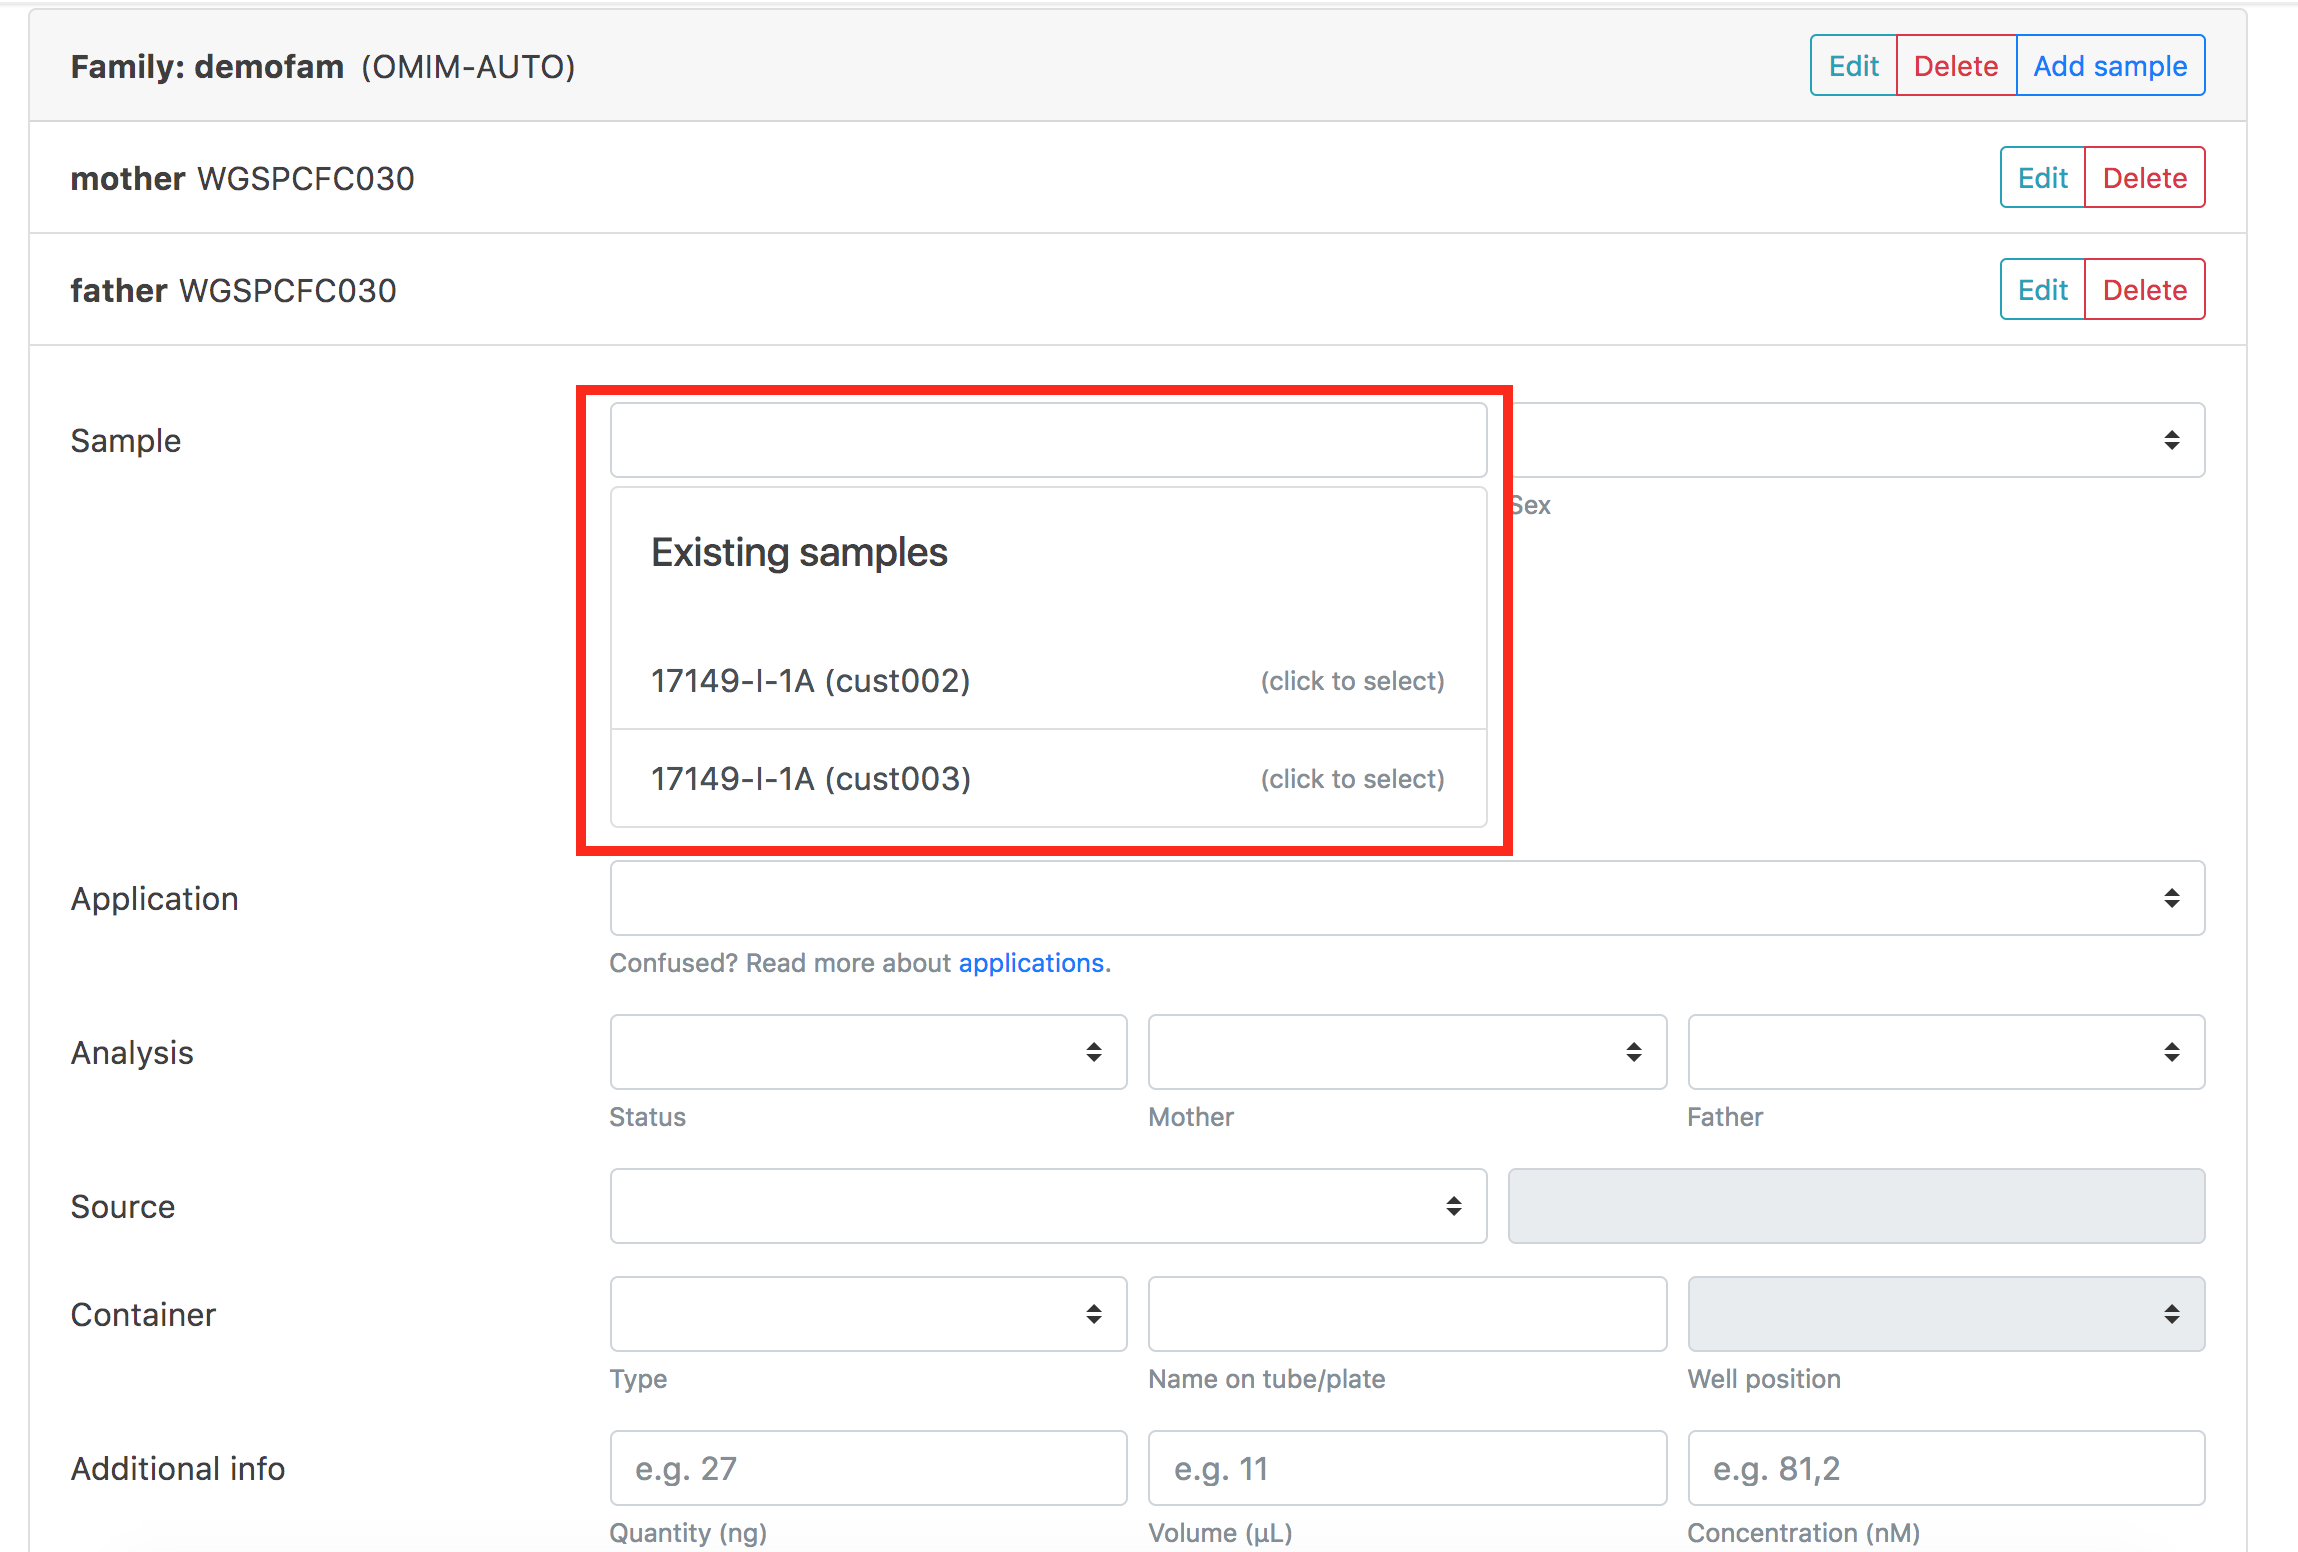 Family: demofam (OMIM-AUTO) Edit Delete Add sample
mother WGSPCFC030 Edit Delete
father WGSPCFC030 Edit Delete
Sample
Sex
Existing samples
17149-I-1A (cust002) (click to select)
17149-I-1A (cust003) (click to select)
Application
Confused? Read more about applications.
Analysis
Status Mother Father
Source
Container
Type Name on tube/plate Well position
Additional info e.g. 27 e.g. 11 e.g. 81,2
Quantity (ng) Volume (µL) Concentration (nM)